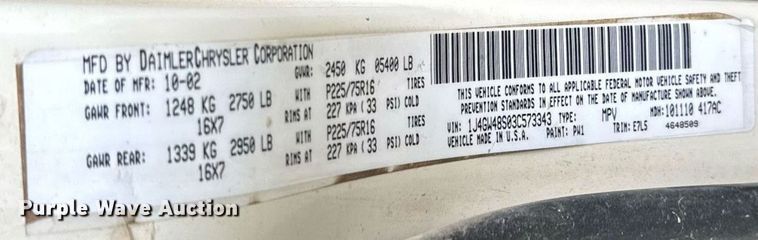 MFD BY DAIMLERCHRYSLER CORPORATION
DATE OF MFR: 10-02 GVWR: 2450 KG 05400 LB
GAWR FRONT: 1248 KG 2750 LB WITH P225/75R16 TIRES
16X7 RIMS AT 227 KPA ( 33 PSI) COLD
GAWR REAR: 1339 KG 2950 LB WITH P225/75R16 TIRES
16X7 RIMS AT 227 KPA ( 33 PSI) COLD
THIS VEHICLE CONFORMS TO ALL APPLICABLE FEDERAL MOTOR VEHICLE SAFETY AND THEFT
PREVENTION STANDARDS IN EFFECT ON THE DATE OF MANUFACTURE SHOWN ABOVE.
VIN: 1J4GW48S03C573343 TYPE: MPV MDH: 101110 417AC
VEHICLE MADE IN U.S.A. PAINT: PW1 TRIM: E7L5 4648509
Purple Wave Auction